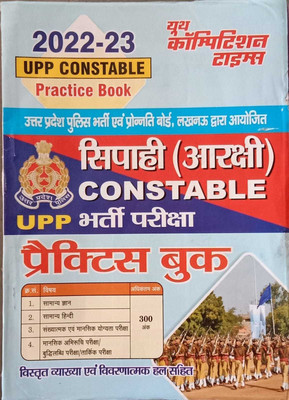 2022-23
UPP CONSTABLE
Practice Book
यूथ
कॉम्पिटिशन
टाइम्स
उत्तर प्रदेश पुलिस भर्ती एवं प्रोन्नति बोर्ड, लखनऊ द्वारा आयोजित
सिपाही (आरक्षी)
CONSTABLE
UPP भर्ती परीक्षा
प्रैक्टिस बुक
क्र.सं. विषय अधिकतम अंक
1. सामान्य ज्ञान
2. सामान्य हिन्दी
3. संख्यात्मक एवं मानसिक योग्यता परीक्षा
4. मानसिक अभिरुचि परीक्षा/
बुद्धिलब्धि परीक्षा/तार्किक परीक्षा
300
अंक
विस्तृत व्याख्या एवं विवरणात्मक हल सहित